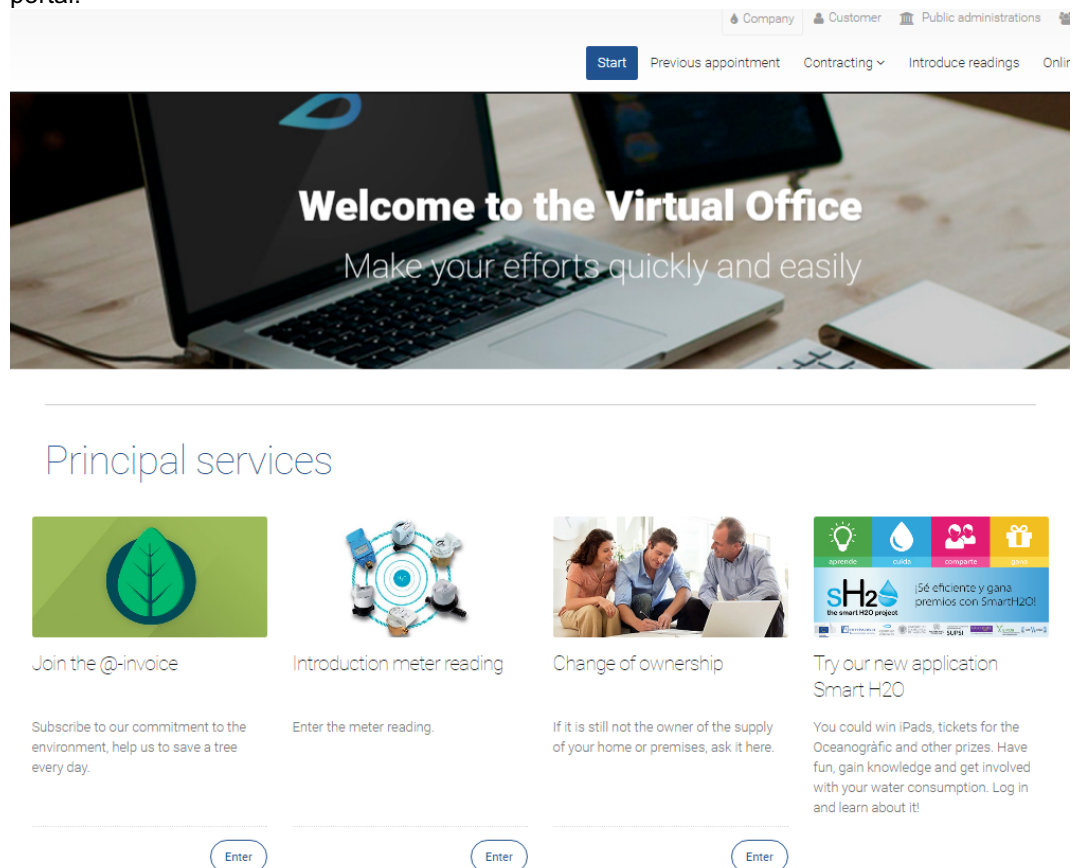 portal.
Company Customer Public administrations
Start Previous appointment Contracting Introduce readings Onlin
Welcome to the Virtual Office
Make your efforts quickly and easily
Principal services
aprende cuida comparte gana
SH2O
the smart H2O project
¡Sé eficiente y gana
premios con SmartH2O!
SUPSI
Join the @-invoice
Introduction meter reading
Change of ownership
Try our new application
Smart H2O
Subscribe to our commitment to the
environment, help us to save a tree
every day.
Enter the meter reading.
If it is still not the owner of the supply
of your home or premises, ask it here.
You could win iPads, tickets for the
Oceanogràfic and other prizes. Have
fun, gain knowledge and get involved
with your water consumption. Log in
and learn about it!
Enter
Enter
Enter